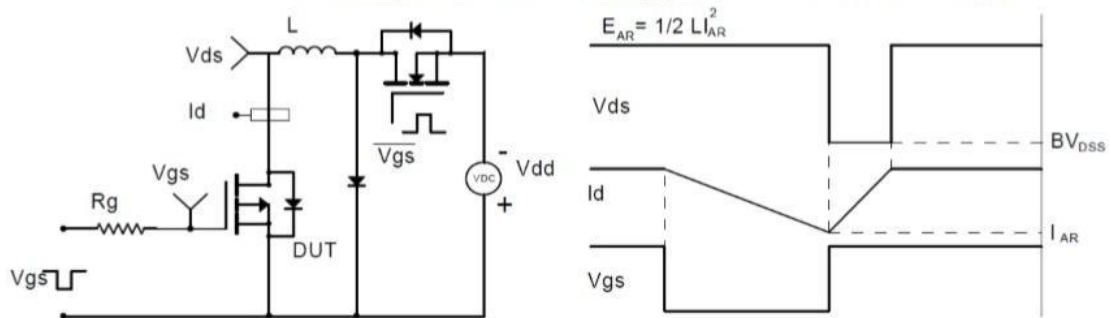 L
Vds
Id
Vgs
Vgs
Rg
DUT
Vgs
VDC
-
Vdd
+
E_AR = 1/2 LI_AR^2
Vds
BV_DSS
Id
I_AR
Vgs